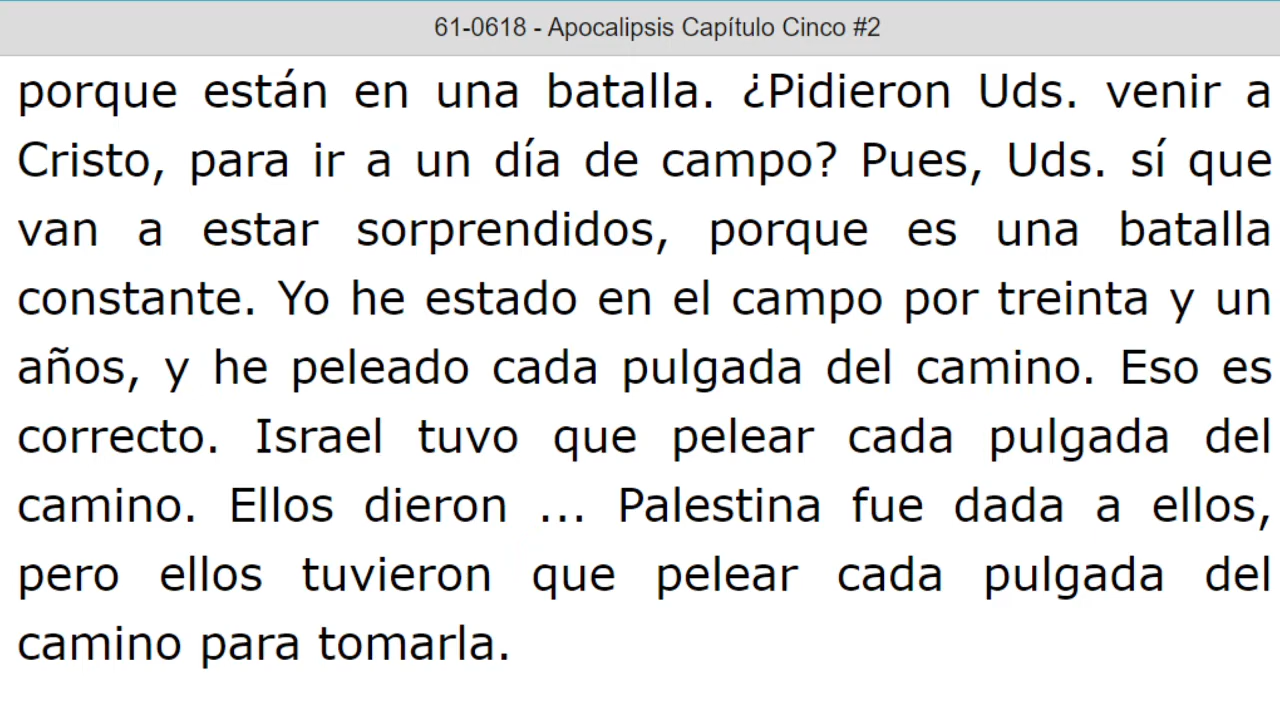 61-0618 - Apocalipsis Capítulo Cinco #2
porque están en una batalla. ¿Pidieron Uds. venir a
Cristo, para ir a un día de campo? Pues, Uds. sí que
van a estar sorprendidos, porque es una batalla
constante. Yo he estado en el campo por treinta y un
años, y he peleado cada pulgada del camino. Eso es
correcto. Israel tuvo que pelear cada pulgada del
camino. Ellos dieron ... Palestina fue dada a ellos,
pero ellos tuvieron que pelear cada pulgada del
camino para tomarla.